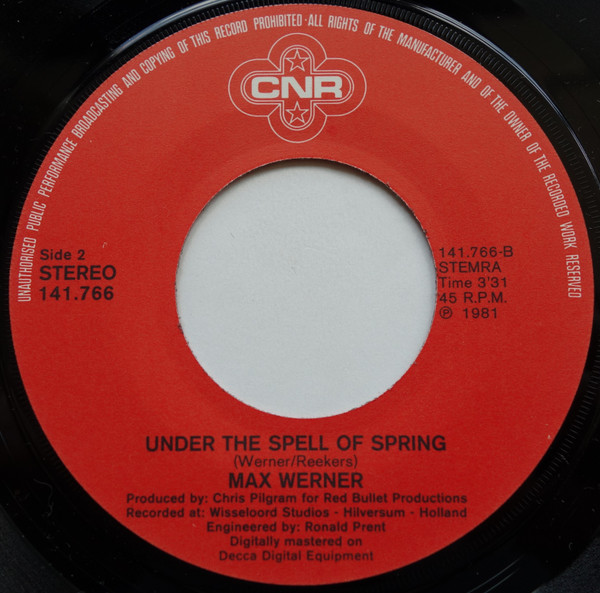 UNAUTHORISED PUBLIC PERFORMANCE BROADCASTING AND COPYING OF THIS RECORD PROHIBITED · ALL RIGHTS OF THE MANUFACTURER AND OF THE OWNER OF THE RECORDED WORK RESERVED
CNR
Side 2
STEREO
141.766
141.766-B
STEMRA
Time 3'31
45 R.P.M.
℗ 1981
UNDER THE SPELL OF SPRING
(Werner/Reekers)
MAX WERNER
Produced by: Chris Pilgram for Red Bullet Productions
Recorded at: Wisseloord Studios - Hilversum - Holland
Engineered by: Ronald Prent
Digitally mastered on
Decca Digital Equipment